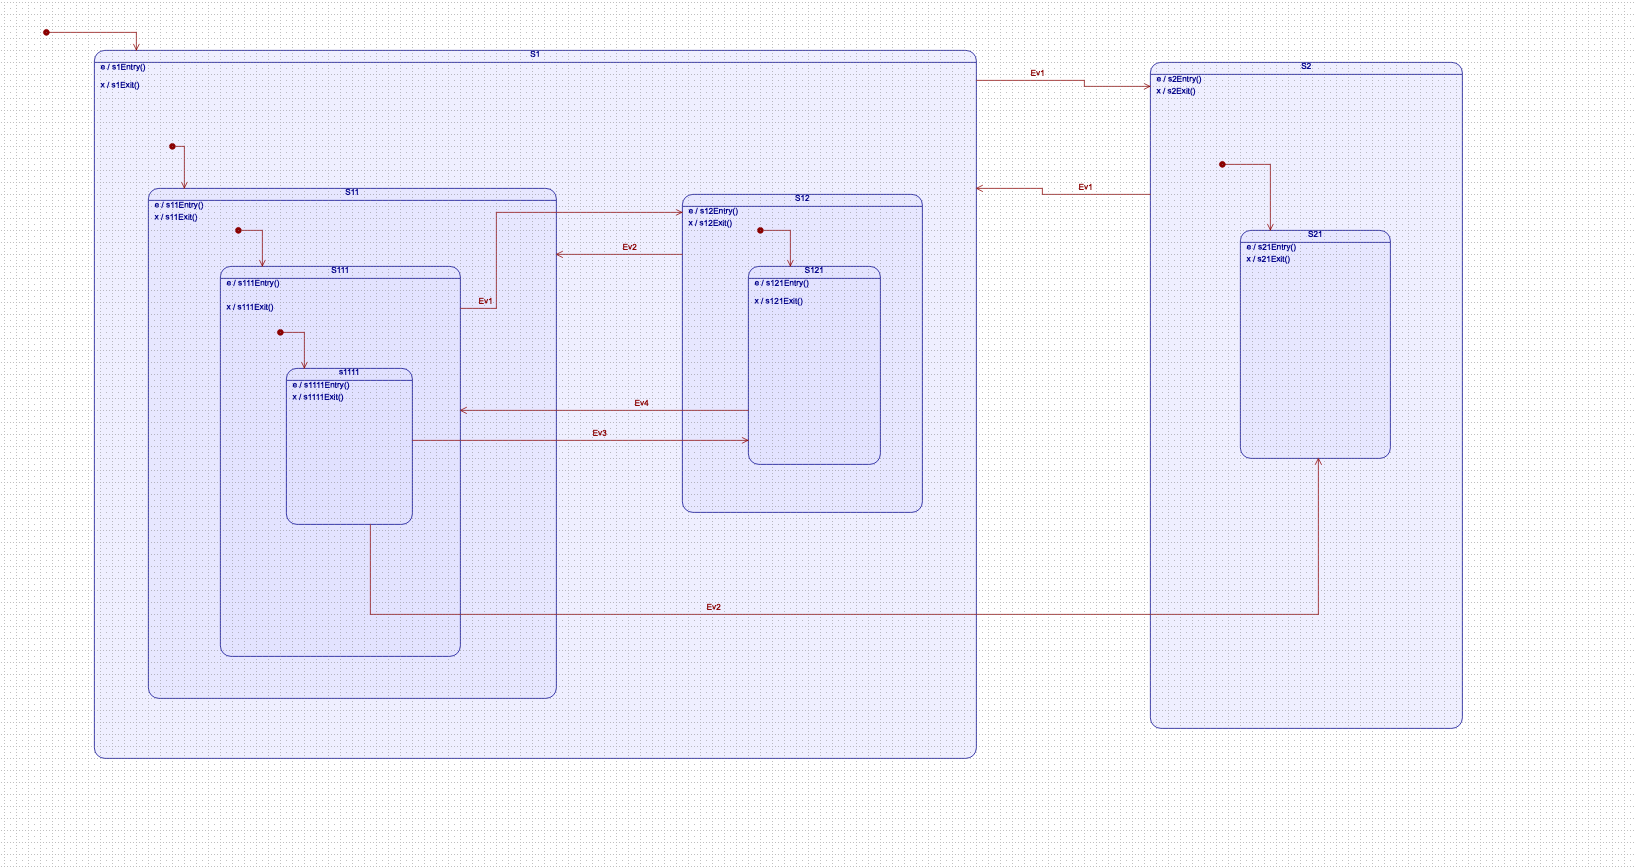 S1
e / s1Entry()
x / s1Exit()
Ev1
S2
e / s2Entry()
x / s2Exit()
S11
e / s11Entry()
x / s11Exit()
Ev1
S12
e / s12Entry()
x / s12Exit()
Ev2
S111
e / s111Entry()
x / s111Exit()
Ev1
S121
e / s121Entry()
x / s121Exit()
S21
e / s21Entry()
x / s21Exit()
s1111
e / s1111Entry()
x / s1111Exit()
Ev4
Ev3
Ev2